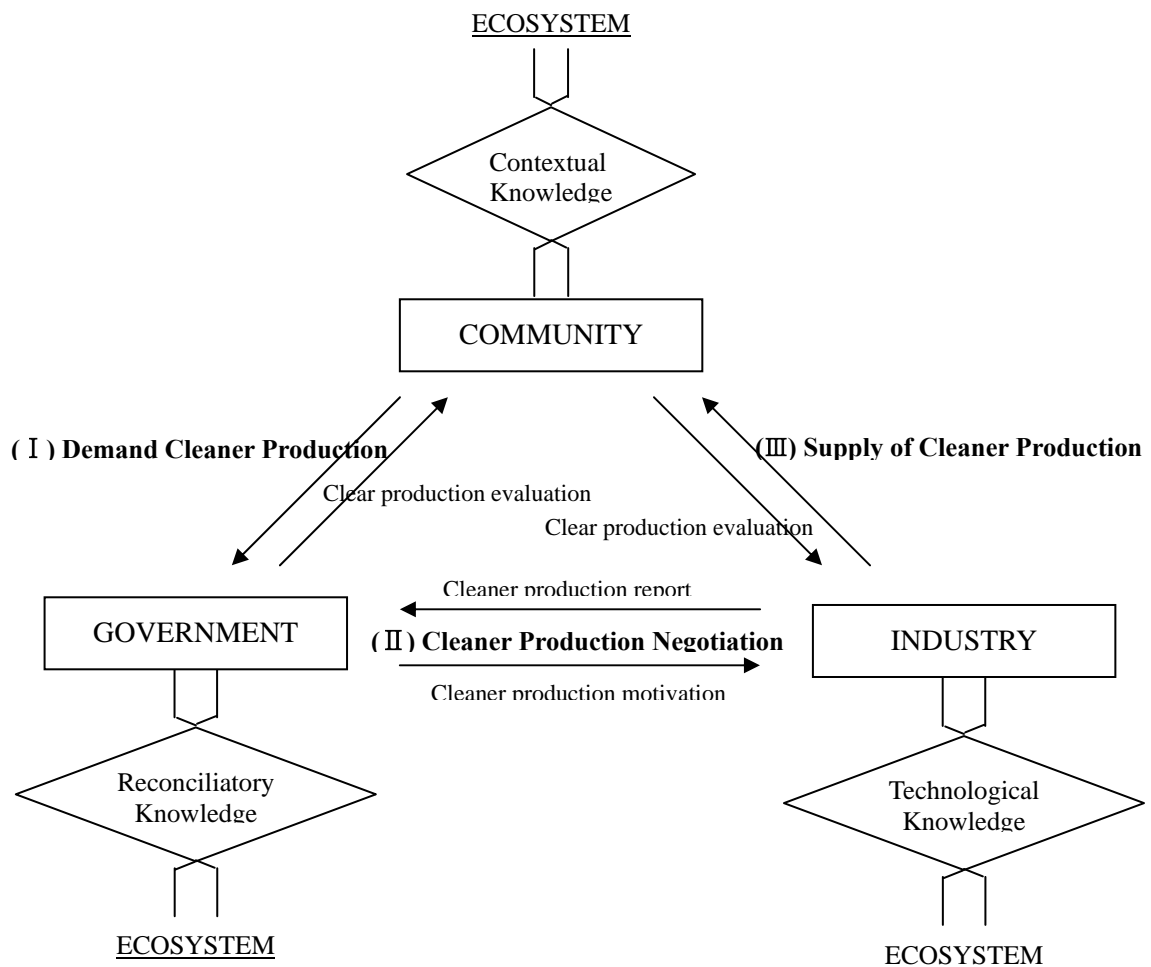 ECOSYSTEM
Contextual
Knowledge
COMMUNITY
(Ⅰ) Demand Cleaner Production
(Ⅲ) Supply of Cleaner Production
Clear production evaluation
Clear production evaluation
Cleaner production report
GOVERNMENT
(Ⅱ) Cleaner Production Negotiation
INDUSTRY
Cleaner production motivation
Reconciliatory
Knowledge
Technological
Knowledge
ECOSYSTEM
ECOSYSTEM